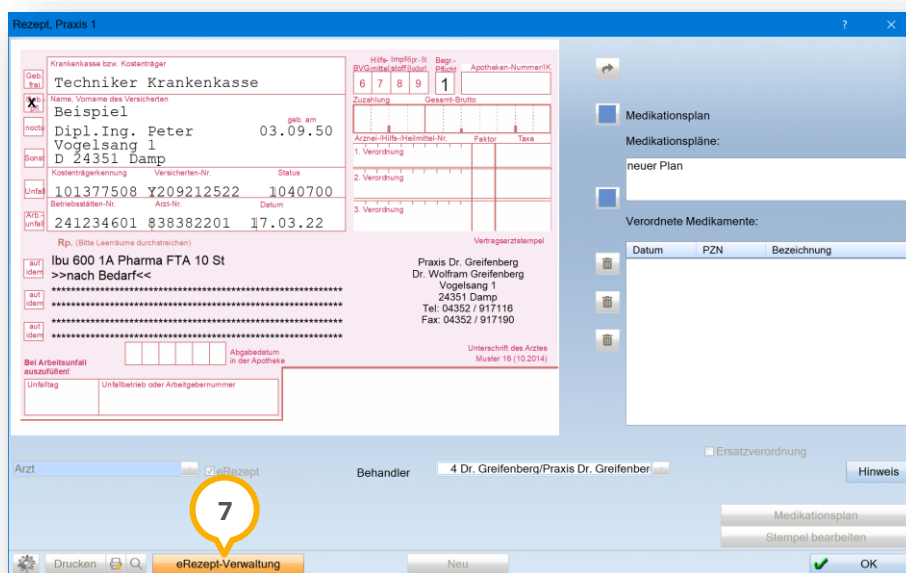 Rezept, Praxis 1
? ×
Krankenkasse bzw. Kostenträger
Hilfs- Impf- Spr.-St. Begr.-
BVG mittel stoff Bedarf Pflicht Apotheken-Nummer/IK
Geb. frei
Techniker Krankenkasse
6 7 8 9 1
Geb.-pfl.
X
Name, Vorname des Versicherten
Zuzahlung Gesamt-Brutto
Beispiel
noctu
geb. am
Dipl.Ing. Peter 03.09.50
Vogelsang 1
Arznei-/Hilfs-/Heilmittel-Nr. Faktor Taxe
Sonst
D 24351 Damp
1. Verordnung
Kostenträgerkennung Versicherten-Nr. Status
2. Verordnung
Unfall
101377508 Y209212522 1040700
Betriebsstätten-Nr. Arzt-Nr. Datum
3. Verordnung
Arb.-unfall
241234601 838382201 17.03.22
Rp. (Bitte Leerräume durchstreichen)
Vertragsarztstempel
aut idem
Ibu 600 1A Pharma FTA 10 St
>>nach Bedarf<<
aut idem
aut idem
Praxis Dr. Greifenberg
Dr. Wolfram Greifenberg
Vogelsang 1
24351 Damp
Tel: 04352 / 917116
Fax: 04352 / 917190
Abgabedatum
in der Apotheke
Unterschrift des Arztes
Muster 16 (10.2014)
Bei Arbeitsunfall
auszufüllen!
Unfalltag Unfallbetrieb oder Arbeitgebernummer
Medikationsplan
Medikationspläne:
neuer Plan
Verordnete Medikamente:
Datum PZN Bezeichnung
Ersatzverordnung
Arzt
eRezept
Behandler
4 Dr. Greifenberg/Praxis Dr. Greifenber
Hinweis
7
Medikationsplan
Stempel bearbeiten
Drucken
eRezept-Verwaltung
Neu
OK